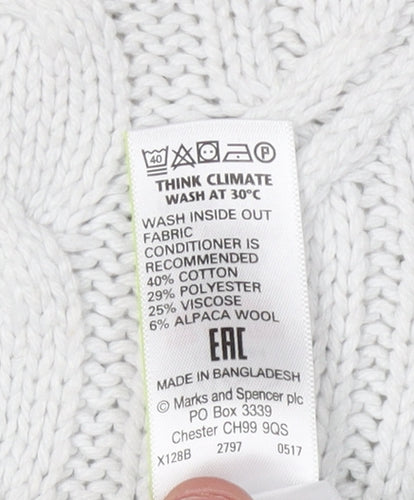 40 P
THINK CLIMATE
WASH AT 30°C
WASH INSIDE OUT
FABRIC
CONDITIONER IS
RECOMMENDED
40% COTTON
29% POLYESTER
25% VISCOSE
6% ALPACA WOOL
EAC
MADE IN BANGLADESH
© Marks and Spencer plc
PO Box 3339
Chester CH99 9QS
X128B 2797 0517